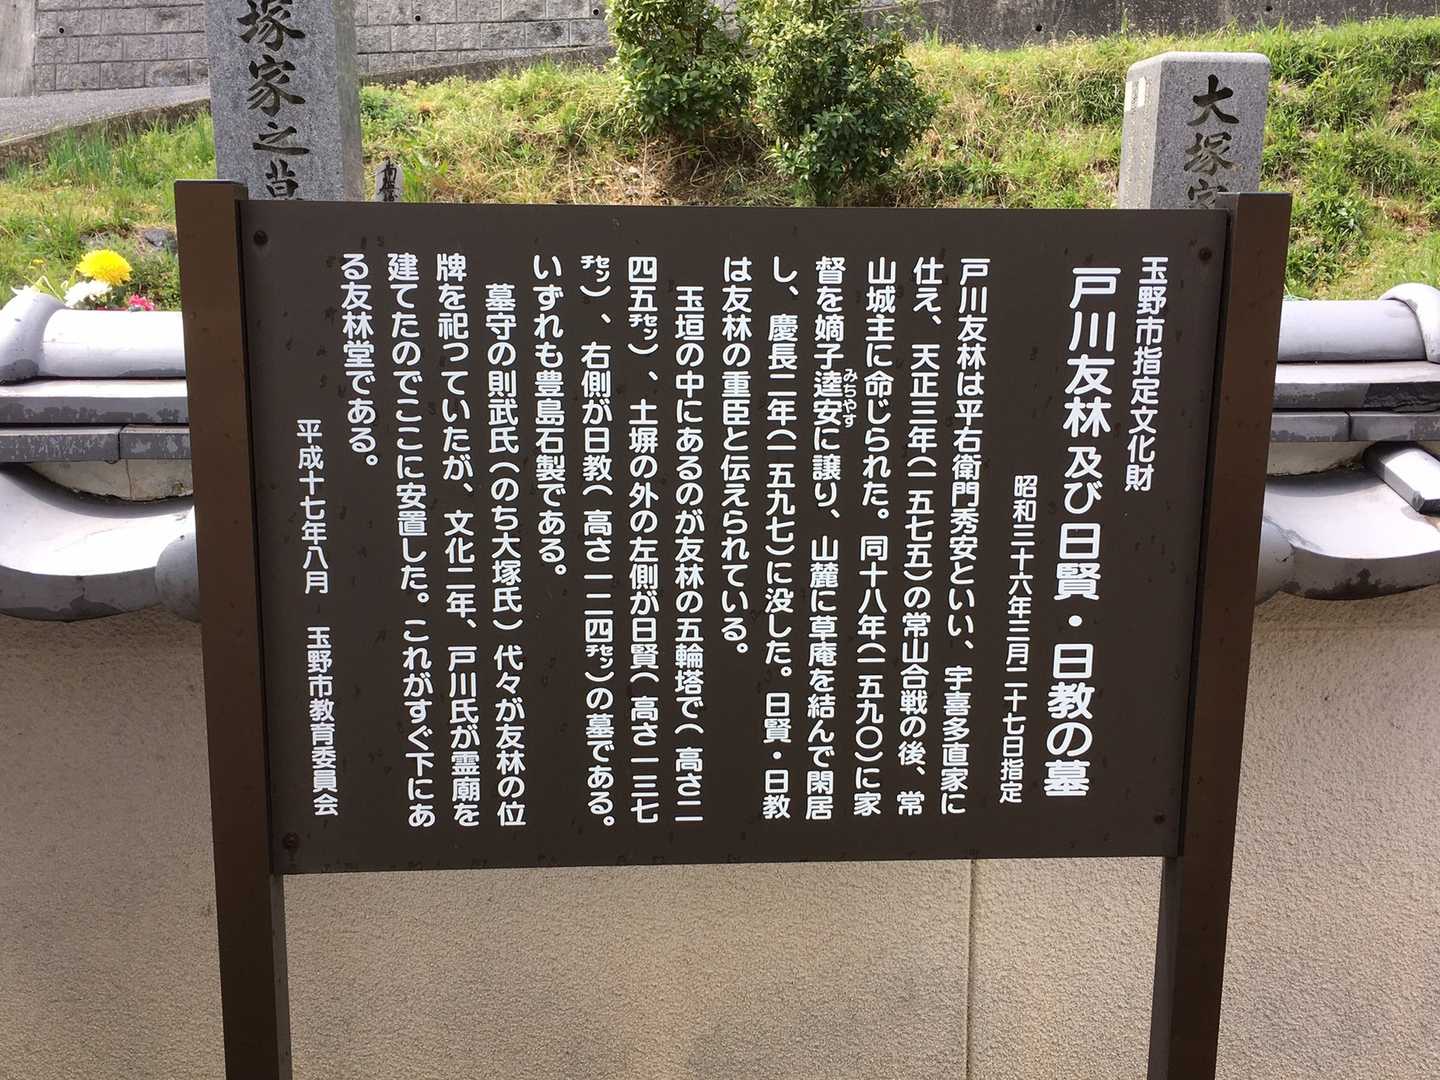 玉野市指定文化財
戸川友林及び日賢・日教の墓
昭和三十六年三月二十七日指定
戸川友林は平右衛門秀安といい、宇喜多直家に
仕え、天正三年(一五七五)の常山合戦の後、常
山城主に命じられた。同十八年(一五九〇)に家
督を嫡子逵安に譲り、山麓に草庵を結んで閑居
みちやす
し、慶長二年(一五九七)に没した。日賢・日教
は友林の重臣と伝えられている。
玉垣の中にあるのが友林の五輪塔で(高さ二
四五㌢)、土塀の外の左側が日賢(高さ一三七
㌢)、右側が日教(高さ一二四㌢)の墓である。
いずれも豊島石製である。
墓守の則武氏(のち大塚氏)代々が友林の位
牌を祀っていたが、文化二年、戸川氏が霊廟を
建てたのでここに安置した。これがすぐ下にあ
る友林堂である。
平成十七年八月 玉野市教育委員会
塚家之墓
大塚家